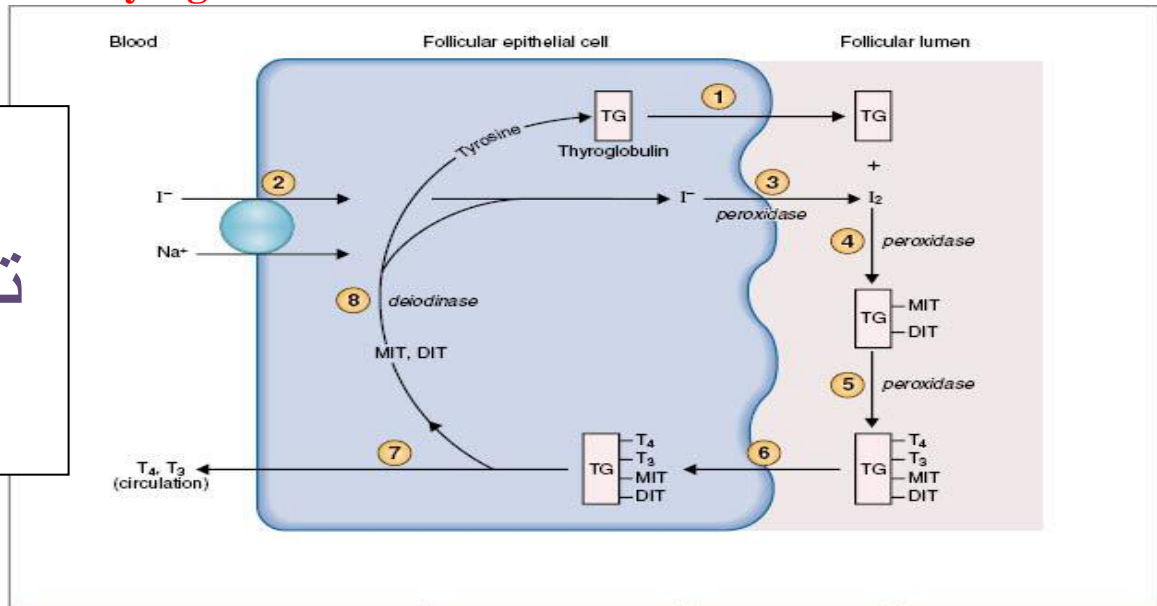 Blood
Follicular epithelial cell
Follicular lumen
1
TG
TG
Thyroglobulin
Tyrosine
+
2
3
I⁻
I⁻
I₂
peroxidase
Na⁺
4
peroxidase
8
deiodinase
TG
MIT
DIT
MIT, DIT
5
peroxidase
7
6
T₄, T₃
(circulation)
TG
T₄
T₃
MIT
DIT
TG
T₄
T₃
MIT
DIT